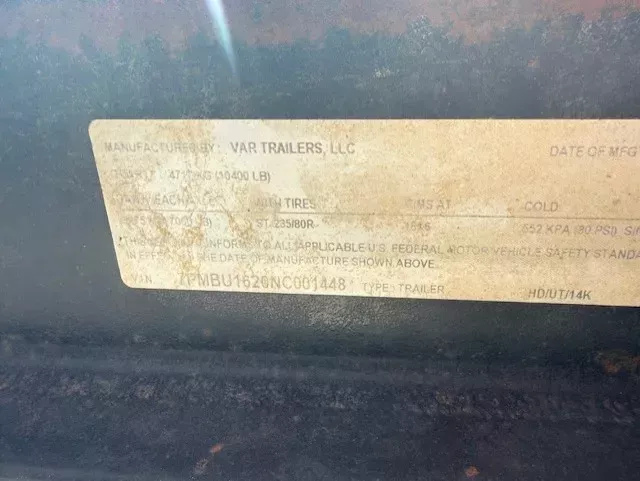 MANUFACTURED BY: VAR TRAILERS, LLC DATE OF MFG
(10400 LB)
WITH TIRES RIMS AT COLD
ST 235/80R 552 KPA (80 PSI)
CONFORMS TO ALL APPLICABLE U.S. FEDERAL MOTOR VEHICLE SAFETY STANDA
IN EFFECT ON THE DATE OF MANUFACTURE SHOWN ABOVE.
7PMBU1620NC001448 TYPE: TRAILER HD/UT/14K